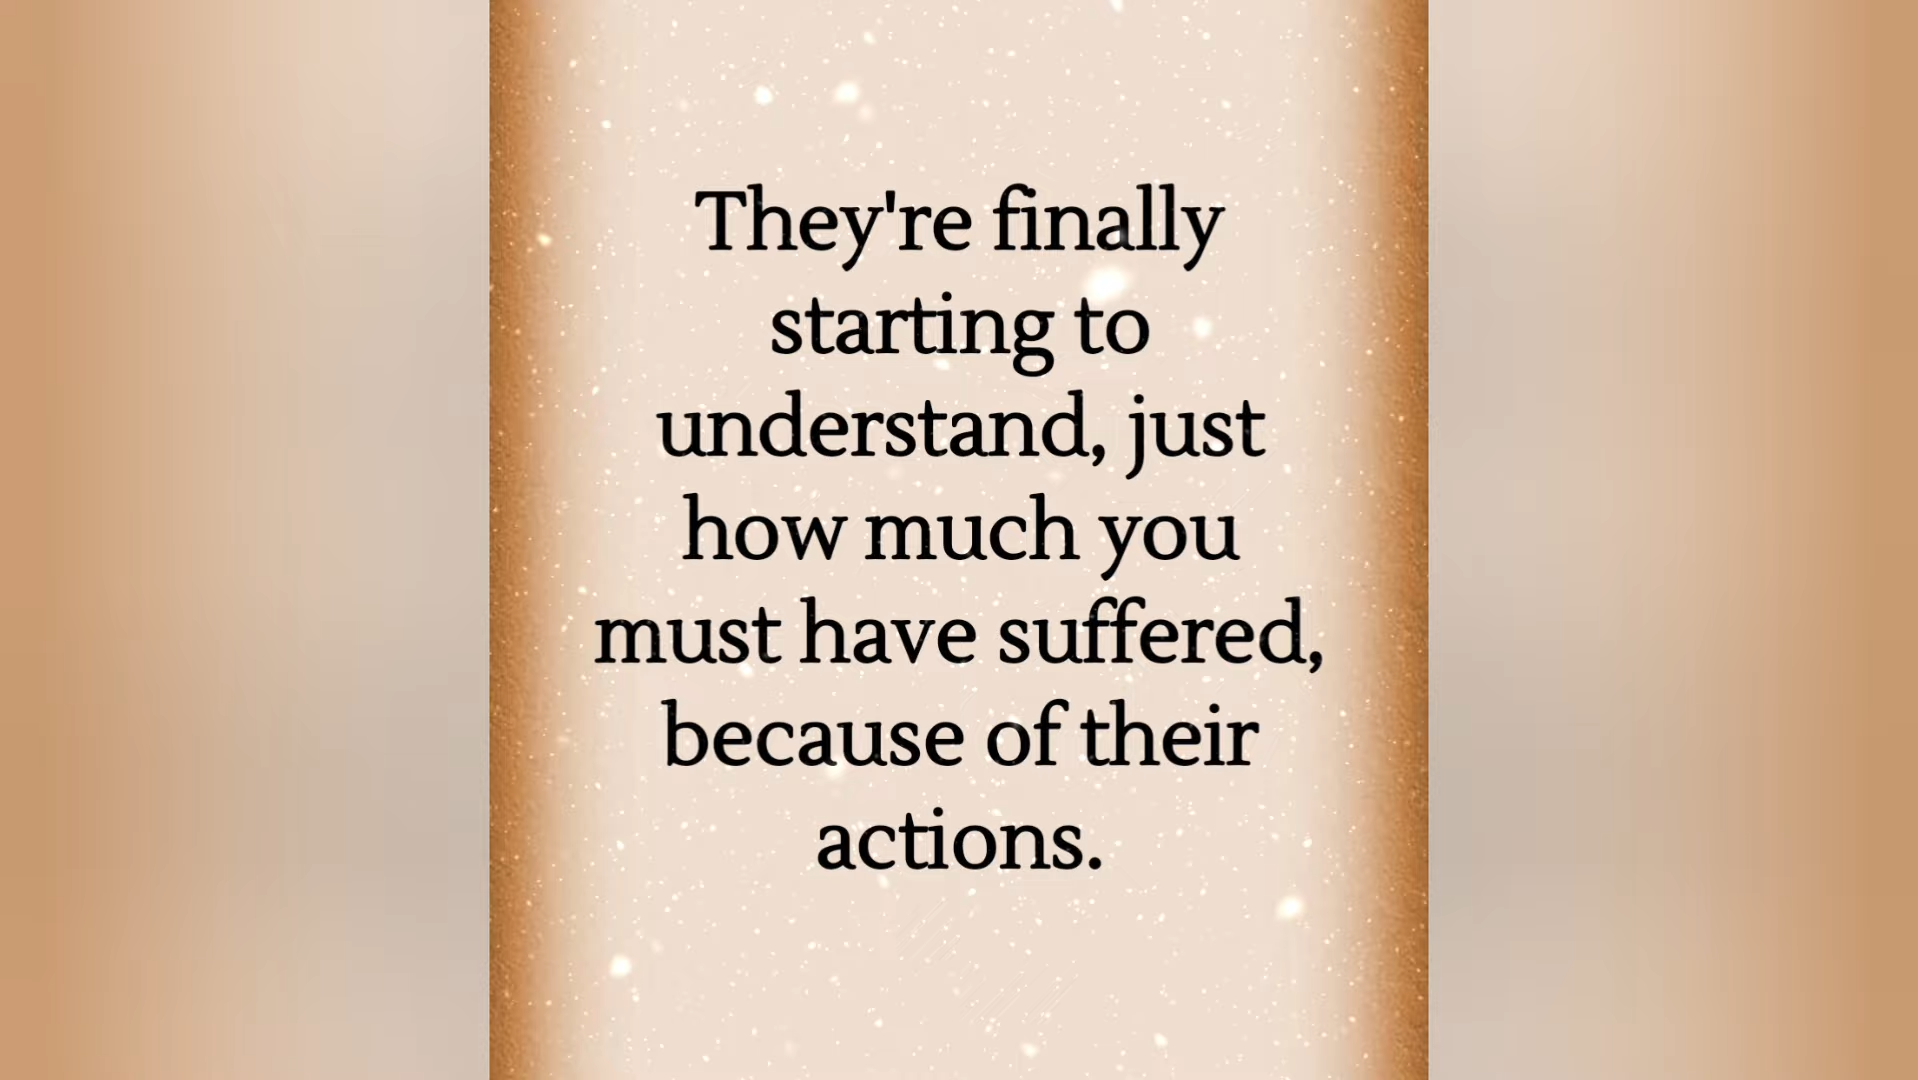 They're finally
starting to
understand, just
how much you
must have suffered,
because of their
actions.